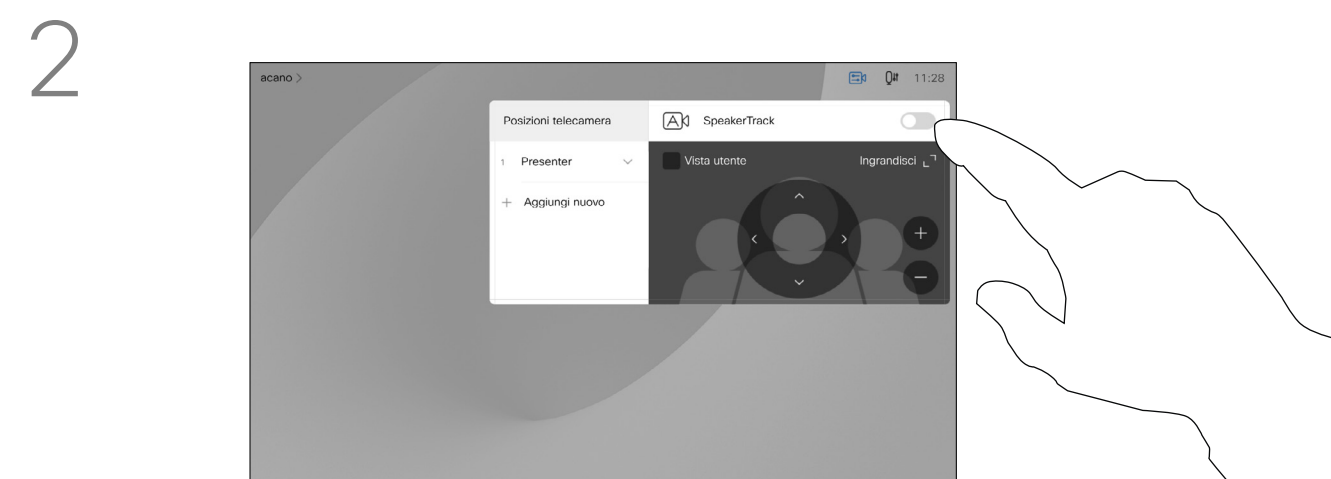 2
acano >
11:28
Posizioni telecamera
SpeakerTrack
1 Presenter
Vista utente
Ingrandisci
+ Aggiungi nuovo